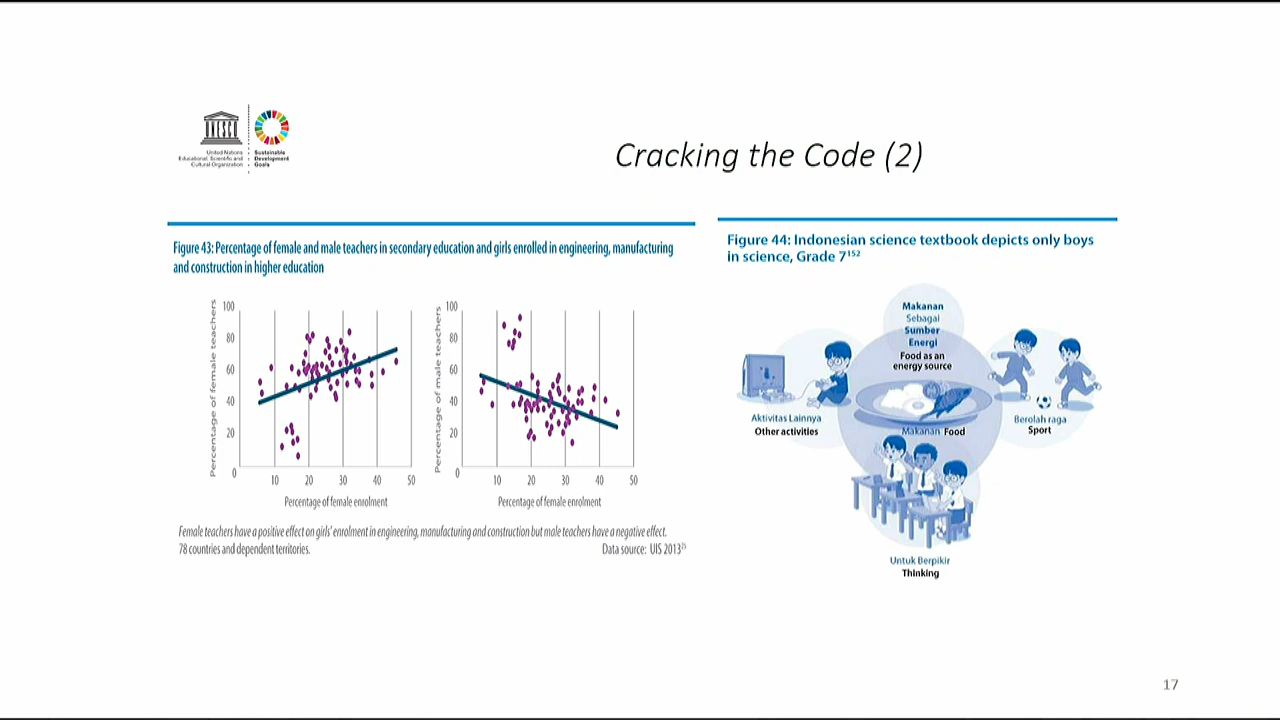 UNESCO
United Nations
Educational, Scientific and
Cultural Organization
Sustainable
Development
Goals
Cracking the Code (2)
Figure 43: Percentage of female and male teachers in secondary education and girls enrolled in engineering, manufacturing
and construction in higher education
Percentage of female teachers
100
80
60
40
20
0
10 20 30 40 50
Percentage of female enrolment
Percentage of male teachers
100
80
60
40
20
0
10 20 30 40 50
Percentage of female enrolment
Female teachers have a positive effect on girls' enrolment in engineering, manufacturing and construction but male teachers have a negative effect.
78 countries and dependent territories.
Data source: UIS 2013²⁵
Figure 44: Indonesian science textbook depicts only boys
in science, Grade 7¹⁵²
Makanan
Sebagai
Sumber
Energi
Food as an
energy source
Aktivitas Lainnya
Other activities
Makanan Food
Berolah raga
Sport
Untuk Berpikir
Thinking
17